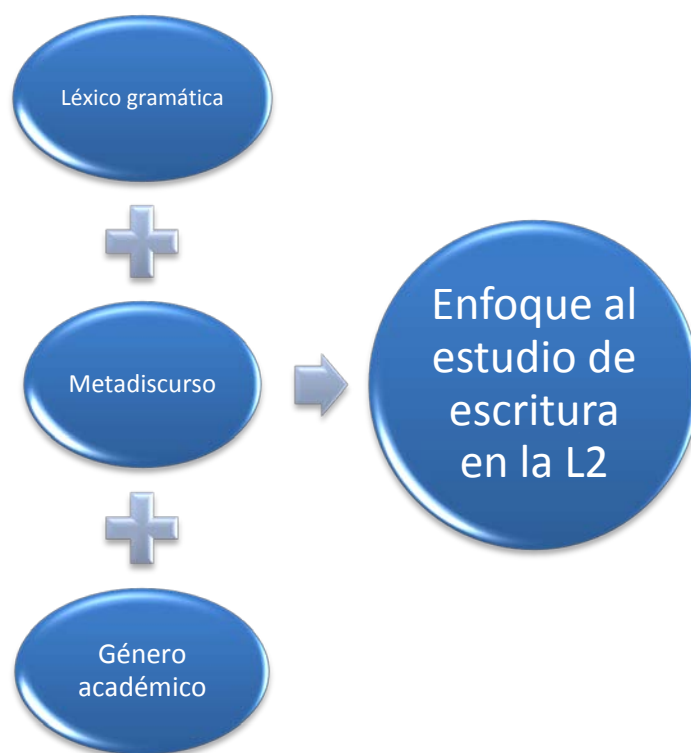 Léxico gramática
Metadiscurso
Género
académico
Enfoque al
estudio de
escritura
en la L2